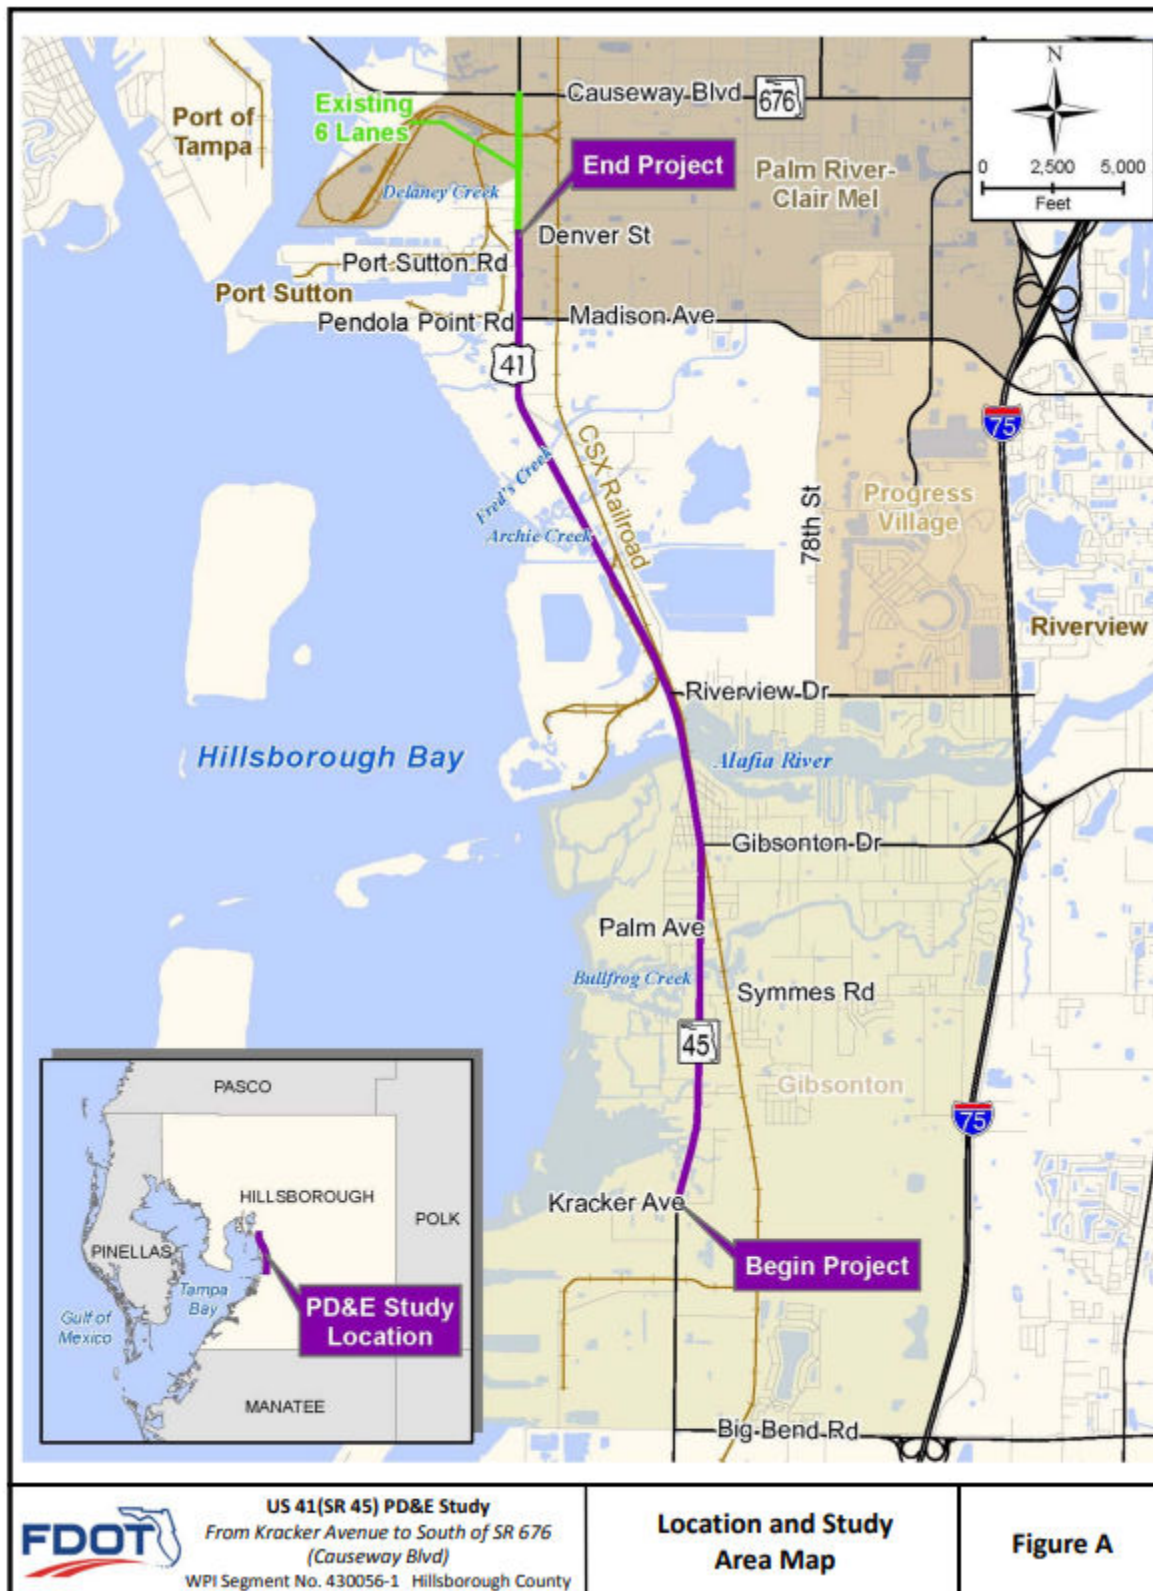 N
0 2,500 5,000
Feet
Causeway Blvd
676
Existing
6 Lanes
Port of
Tampa
End Project
Palm River-
Clair Mel
Delaney Creek
Denver St
Port Sutton Rd
Port Sutton
Pendola Point Rd
Madison Ave
41
75
CSX Railroad
Fred's Creek
Archie Creek
78th St
Progress
Village
Riverview
Riverview Dr
Hillsborough Bay
Alafia River
Gibsonton Dr
Palm Ave
Bullfrog Creek
Symmes Rd
45
Gibsonton
75
Kracker Ave
Begin Project
Big Bend Rd
PASCO
HILLSBOROUGH
POLK
PINELLAS
Tampa
Bay
Gulf of
Mexico
PD&E Study
Location
MANATEE
FDOT
US 41(SR 45) PD&E Study
From Kracker Avenue to South of SR 676
(Causeway Blvd)
WPI Segment No. 430056-1 Hillsborough County
Location and Study
Area Map
Figure A